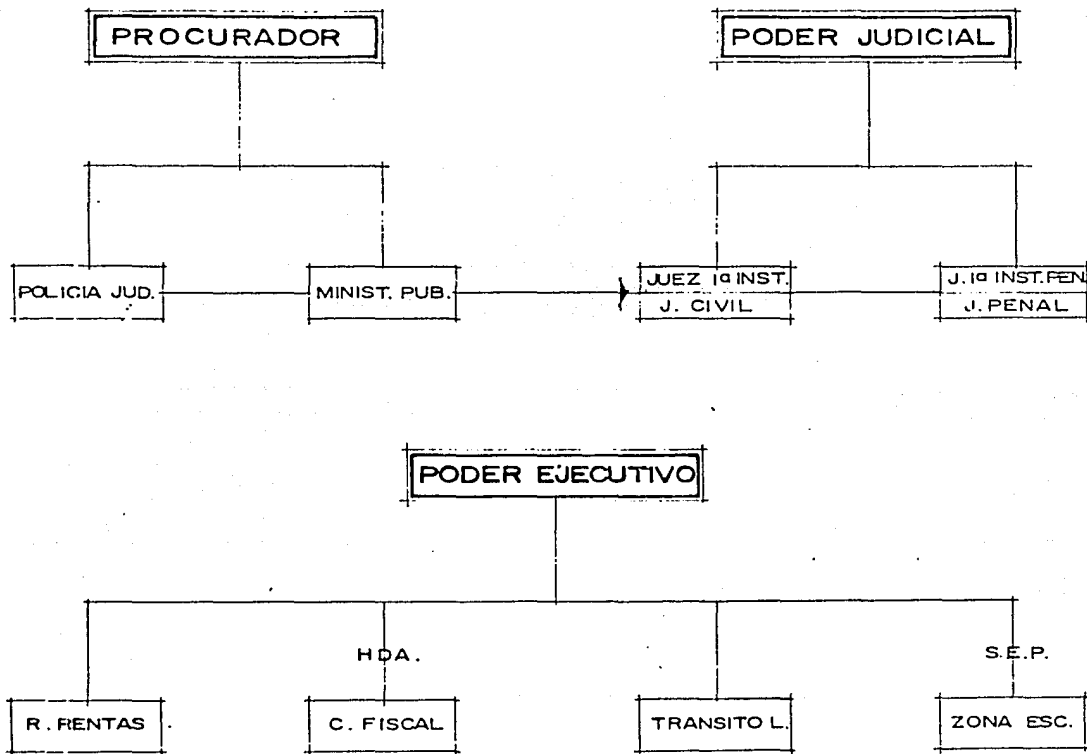 PROCURADOR
PODER JUDICIAL
POLICIA JUD.
MINIST. PUB.
JUEZ 1a INST.
J. CIVIL
J. 1a INST. PEN.
J. PENAL
PODER EJECUTIVO
HDA.
S.E.P.
R. RENTAS
C. FISCAL
TRANSITO L.
ZONA ESC.